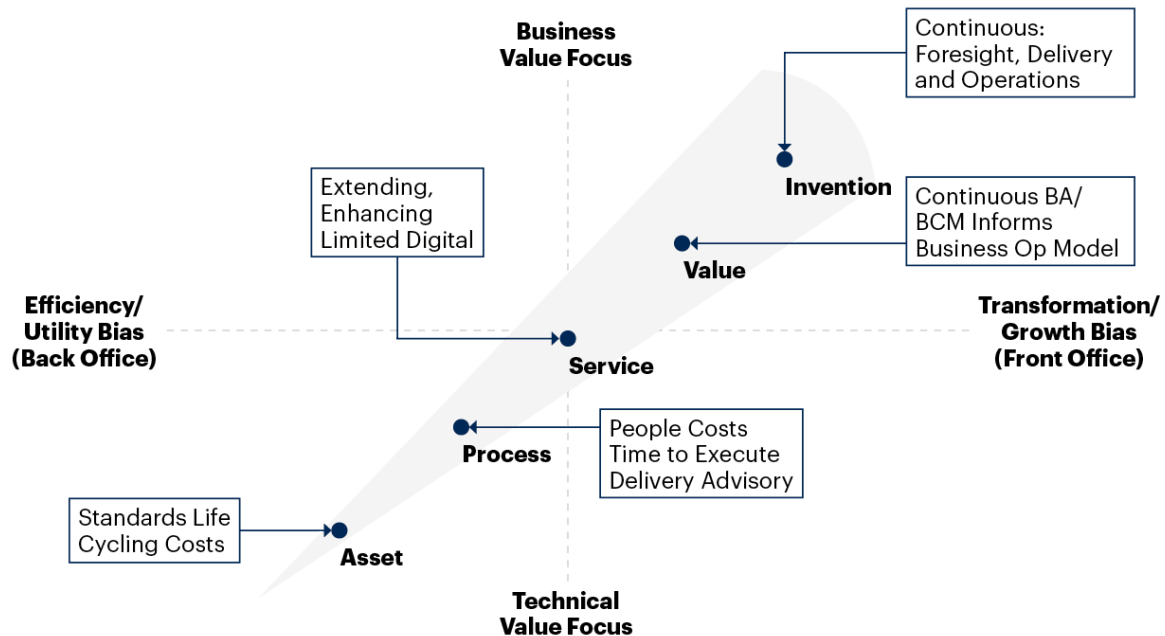 Business
Value Focus
Continuous:
Foresight, Delivery
and Operations
Invention
Extending,
Enhancing
Limited Digital
Continuous BA/
BCM Informs
Business Op Model
Value
Efficiency/
Utility Bias
(Back Office)
Transformation/
Growth Bias
(Front Office)
Service
People Costs
Time to Execute
Delivery Advisory
Process
Standards Life
Cycling Costs
Asset
Technical
Value Focus